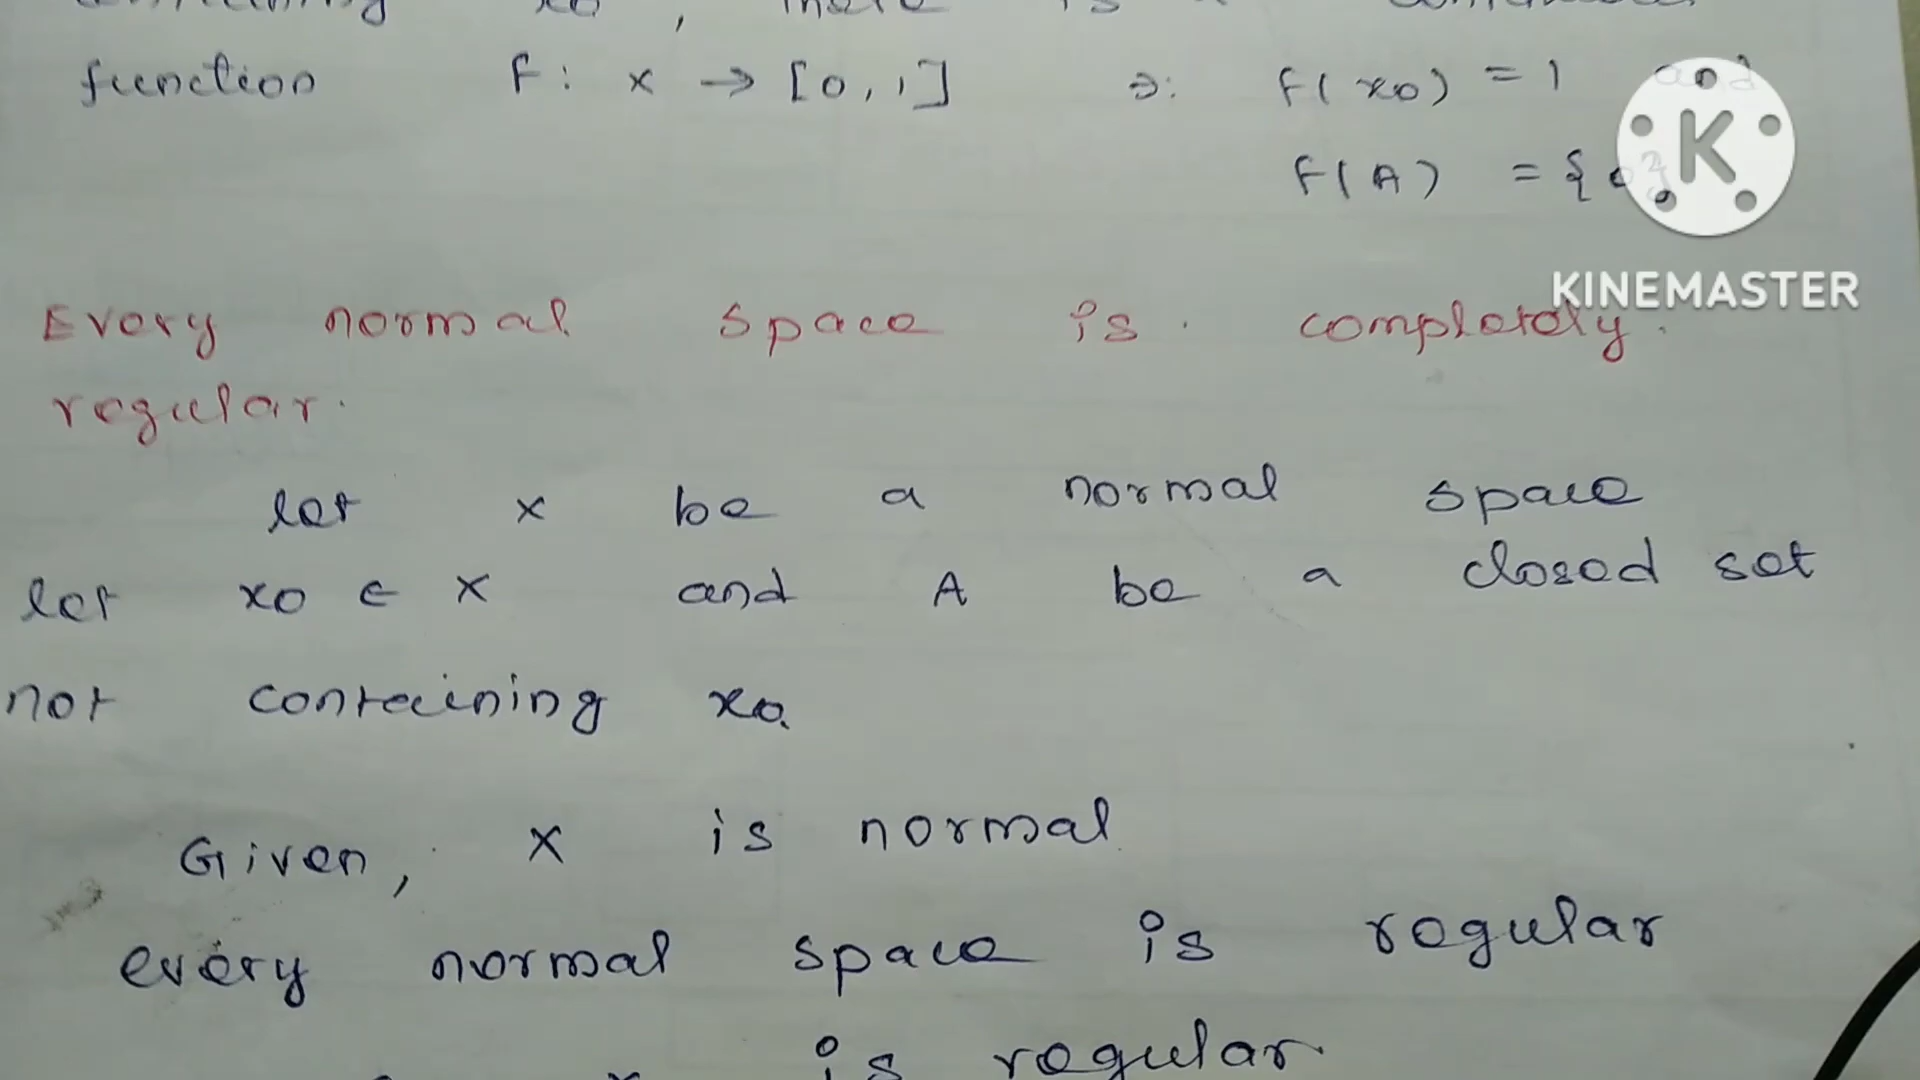 function F: x → [0,1] ∋: F(x0) = 1 and
F(A) = {0}
KINEMASTER
Every normal space is completely
regular.
let x be a normal space
let x0 ∈ X and A be a closed set
not containing x0.
Given, X is normal
every normal space is regular
is regular